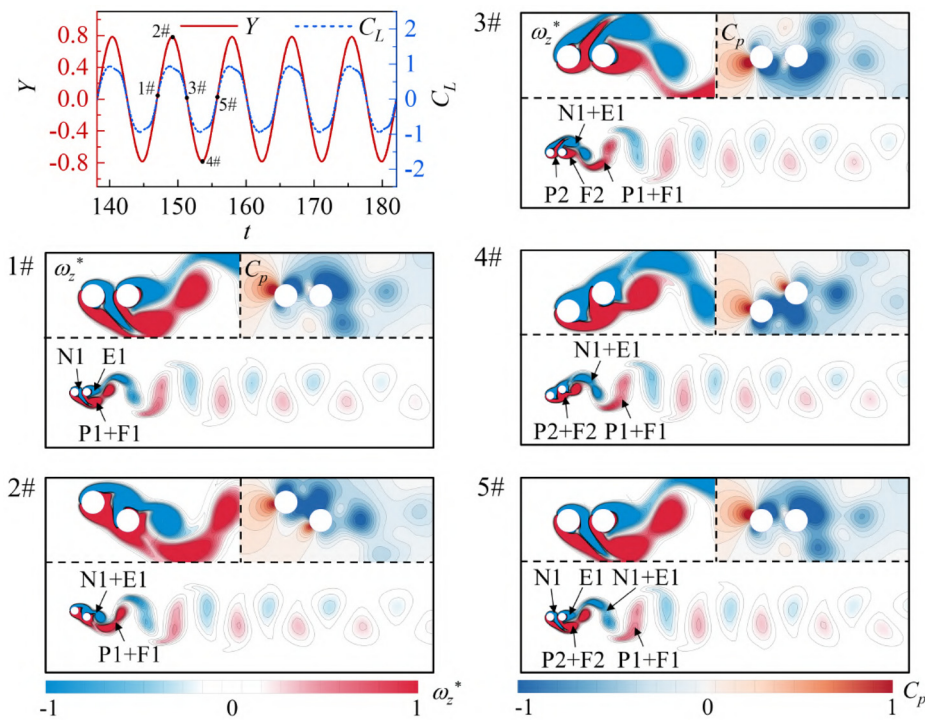 Y
C_L
0.8
0.4
0.0
-0.4
-0.8
Y
2
1
0
-1
-2
C_L
2#
1#
3#
5#
4#
140
150
160
170
180
t
1#
ω_z*
C_p
N1
E1
P1+F1
2#
N1+E1
P1+F1
3#
ω_z*
C_p
N1+E1
P2
F2
P1+F1
4#
N1+E1
P2+F2
P1+F1
5#
N1
E1
N1+E1
P2+F2
P1+F1
-1
0
1
ω_z*
-1
0
1
C_p